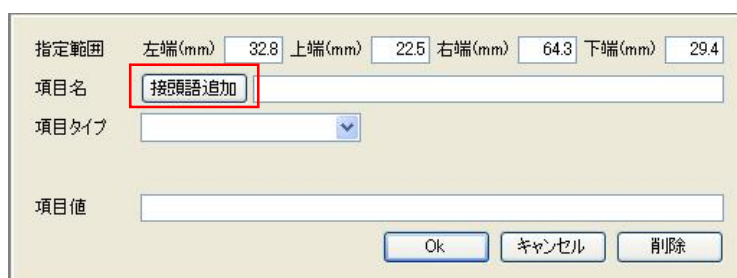 指定範囲 左端(mm) 32.8 上端(mm) 22.5 右端(mm) 64.3 下端(mm) 29.4
項目名 接頭語追加
項目タイプ
項目値
Ok キャンセル 削除